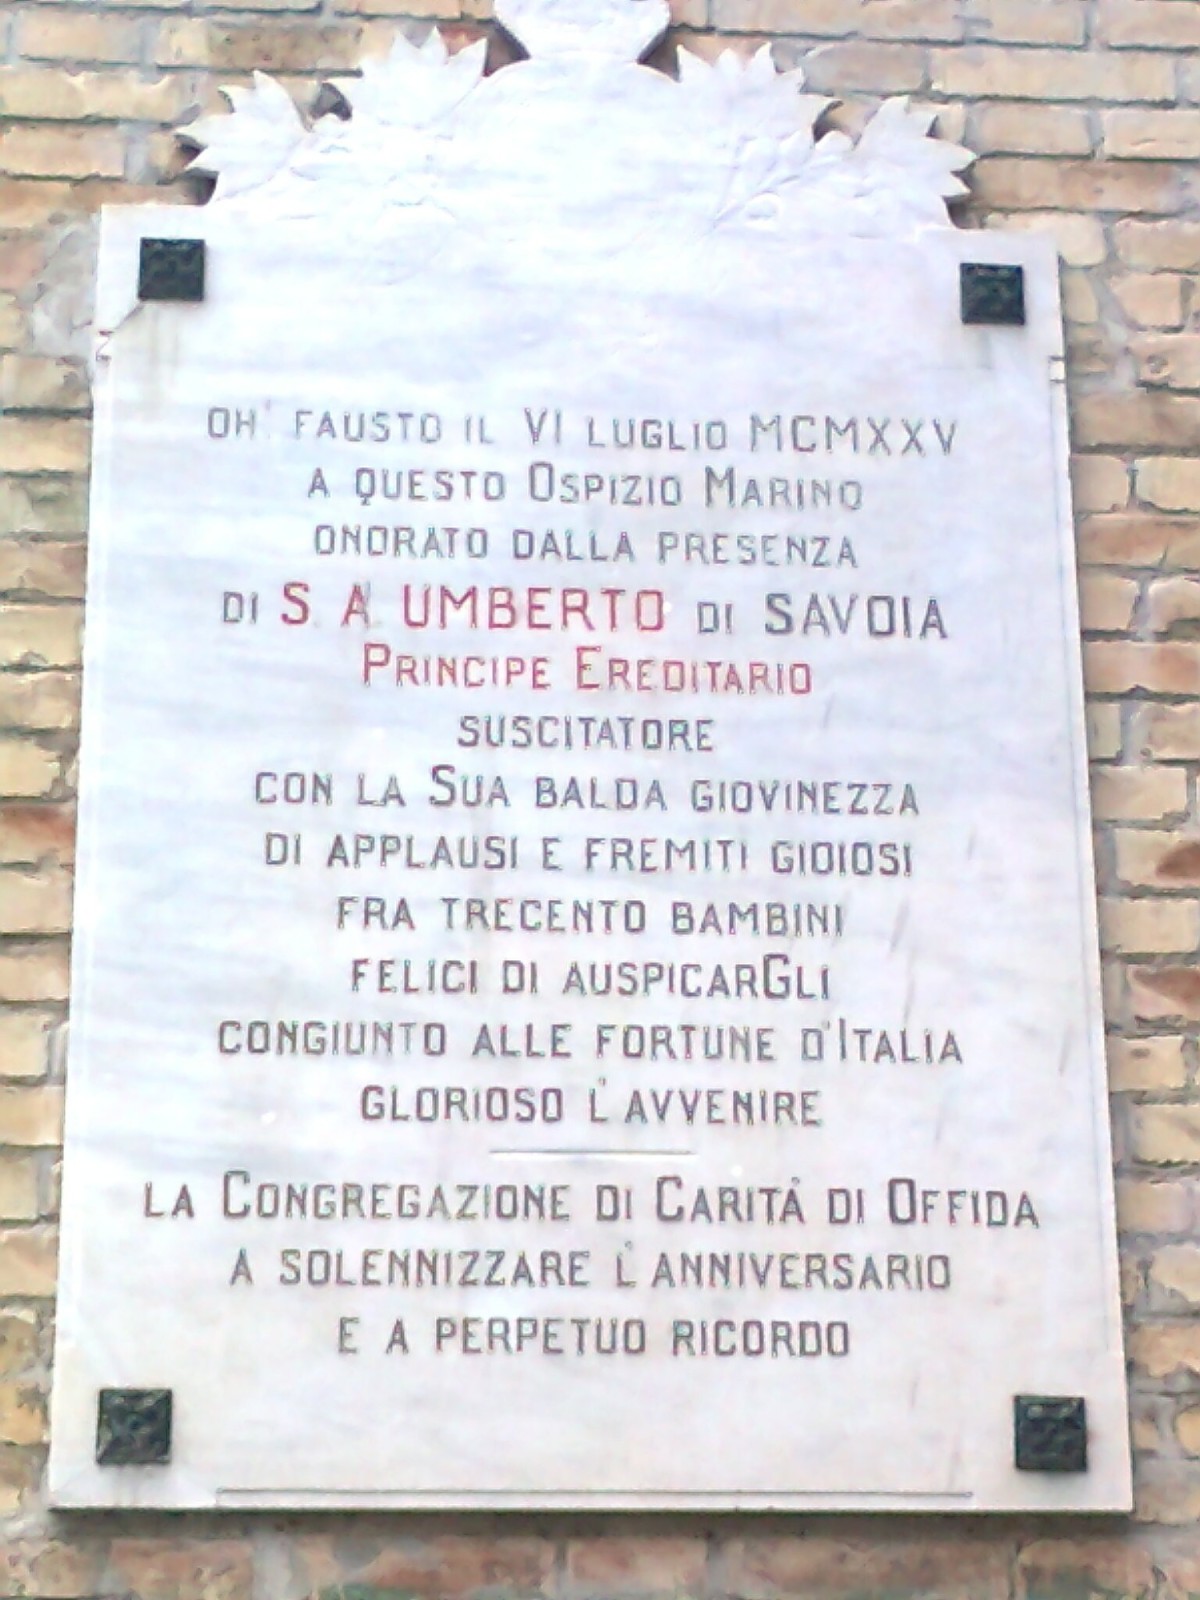 OH' FAUSTO IL VI LUGLIO MCMXXV
A QUESTO OSPIZIO MARINO
ONORATO DALLA PRESENZA
DI S. A. UMBERTO DI SAVOIA
PRINCIPE EREDITARIO
SUSCITATORE
CON LA SUA BALDA GIOVINEZZA
DI APPLAUSI E FREMITI GIOIOSI
FRA TRECENTO BAMBINI
FELICI DI AUSPICARGLI
CONGIUNTO ALLE FORTUNE D'ITALIA
GLORIOSO L'AVVENIRE
LA CONGREGAZIONE DI CARITÀ DI OFFIDA
A SOLENNIZZARE L'ANNIVERSARIO
E A PERPETUO RICORDO